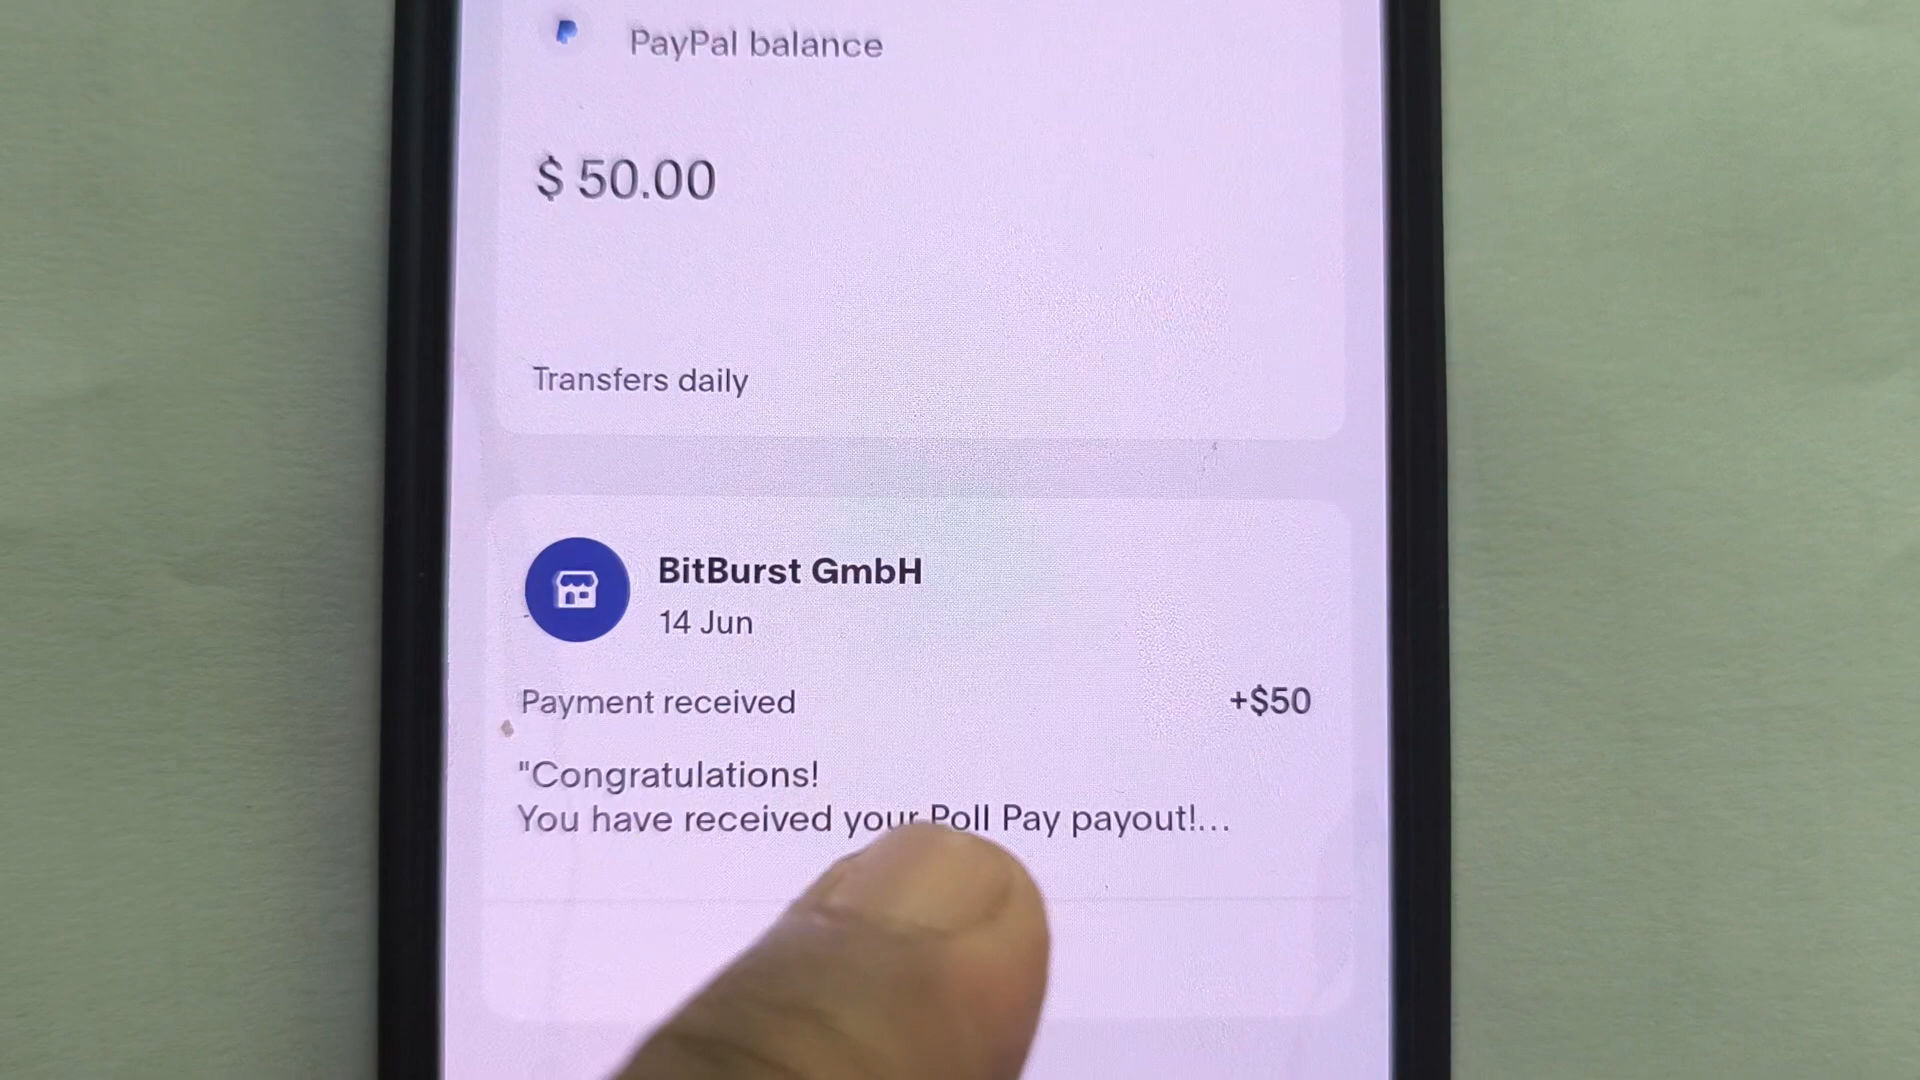 PayPal balance
$ 50.00
Transfers daily
BitBurst GmbH
14 Jun
Payment received +$50
"Congratulations!
You have received your Poll Pay payout!...